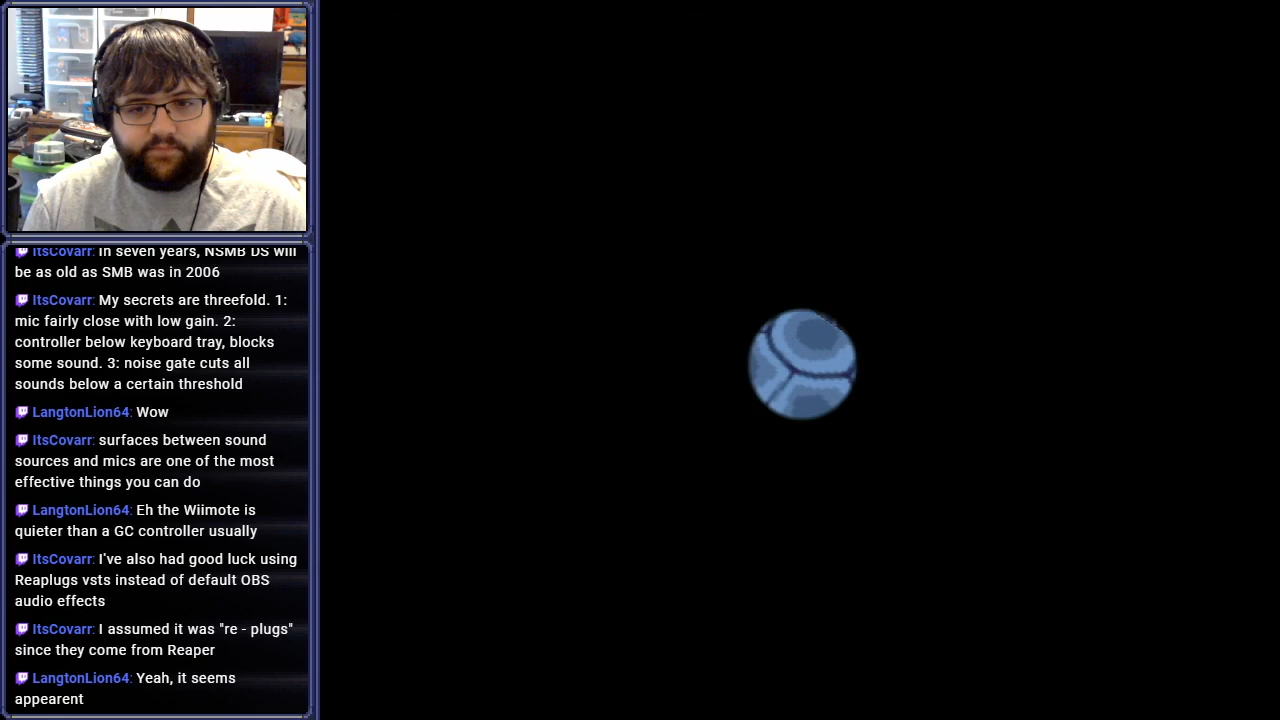 ItsCovarr: In seven years, NSMB DS will
be as old as SMB was in 2006
ItsCovarr: My secrets are threefold. 1:
mic fairly close with low gain. 2:
controller below keyboard tray, blocks
some sound. 3: noise gate cuts all
sounds below a certain threshold
LangtonLion64: Wow
ItsCovarr: surfaces between sound
sources and mics are one of the most
effective things you can do
LangtonLion64: Eh the Wiimote is
quieter than a GC controller usually
ItsCovarr: I've also had good luck using
Reaplugs vsts instead of default OBS
audio effects
ItsCovarr: I assumed it was "re - plugs"
since they come from Reaper
LangtonLion64: Yeah, it seems
appearent